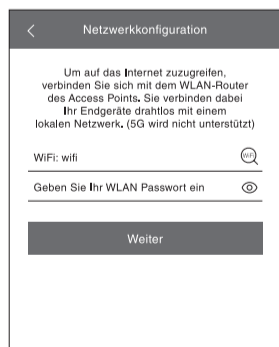 Netzwerkkonfiguration
Um auf das Internet zuzugreifen,
verbinden Sie sich mit dem WLAN-Router
des Access Points. Sie verbinden dabei
Ihr Endgeräte drahtlos mit einem
lokalen Netzwerk. (5G wird nicht unterstützt)
WiFi: wifi
WiFi
Geben Sie Ihr WLAN Passwort ein
Weiter